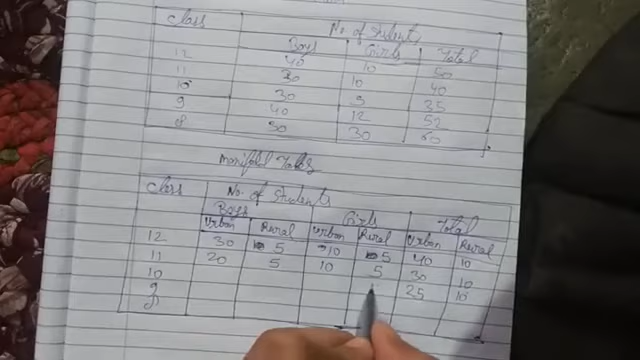 Class No. of Students
Boys Girls Total
12 40 10 50
11 30 10 40
10 30 5 35
9 40 12 52
8 30 30 60
Manifold Table
Class No. of Students
Boys Girls Total
Urban Rural Urban Rural Urban Rural
12 30 5 10 5 40 10
11 20 5 10 5 30 10
10 25 10
9
8